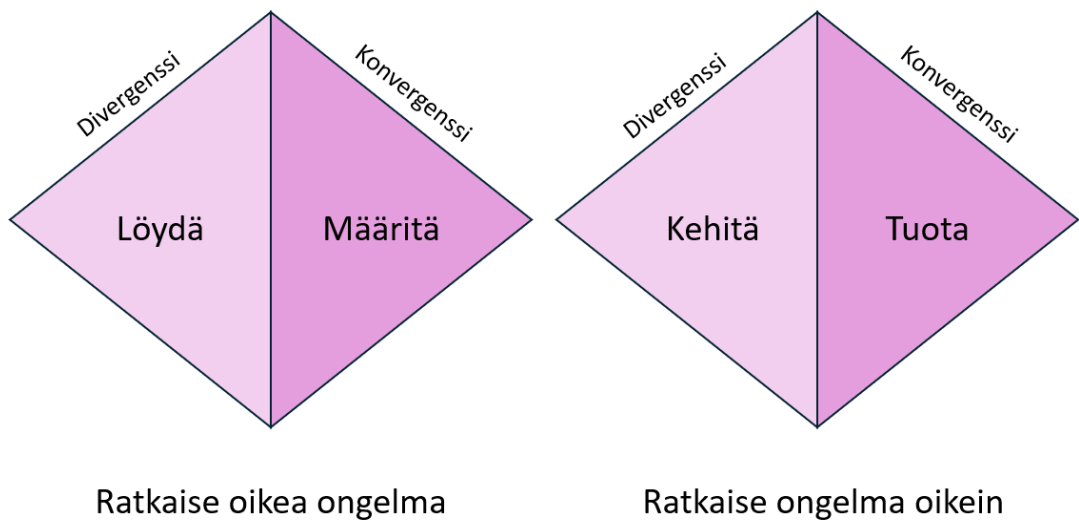 Divergenssi
Konvergenssi
Löydä
Määritä
Ratkaise oikea ongelma
Divergenssi
Konvergenssi
Kehitä
Tuota
Ratkaise ongelma oikein